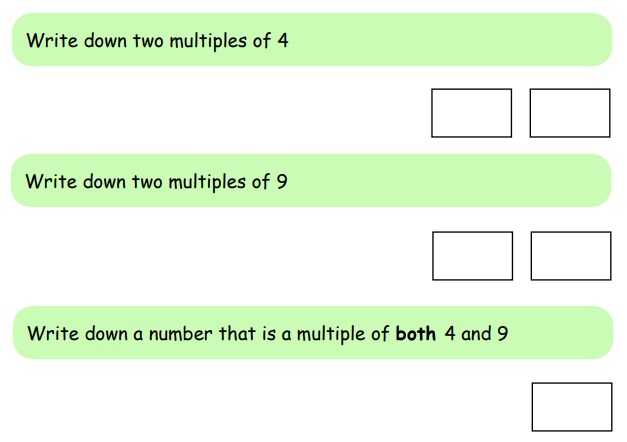 Write down two multiples of 4
Write down two multiples of 9
Write down a number that is a multiple of both 4 and 9